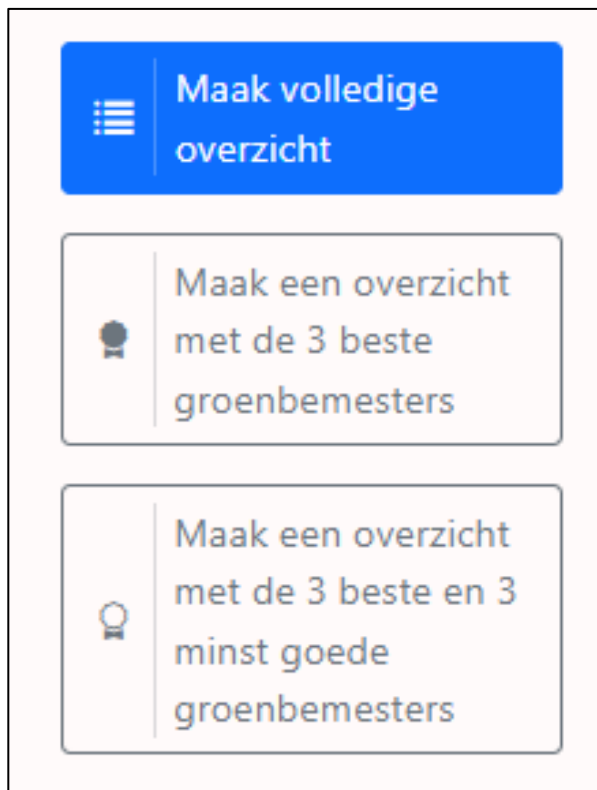 Maak volledige
overzicht
Maak een overzicht
met de 3 beste
groenbemesters
Maak een overzicht
met de 3 beste en 3
minst goede
groenbemesters